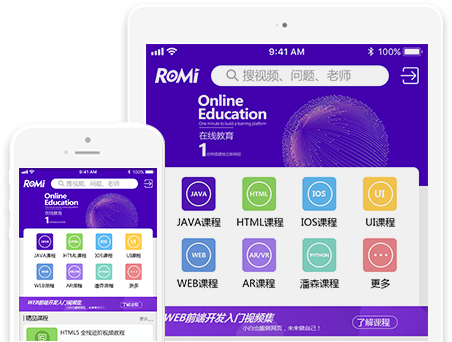 9:41 AM
100%
ROMI
搜视频、问题、老师
Online
Education
One minute to build a learning platform
在线教育
1
JAVA
HTML
IOS
UI
JAVA课程
HTML课程
IOS课程
UI课程
WEB
AR/VR
PYTHON
WEB课程
AR课程
潘森课程
更多
WEB前端开发入门视频集
小白也能做网页，未来就自己！
了解课程
9:41 AM
100%
ROMI
搜视频、问题、老师
Online
Education
在线教育
1
JAVA课程
HTML课程
IOS课程
UI课程
WEB课程
AR课程
潘森课程
更多
WEB前端开发入门视频集
了解课程
精品课程
更多
HTML5 全栈进阶视频教程